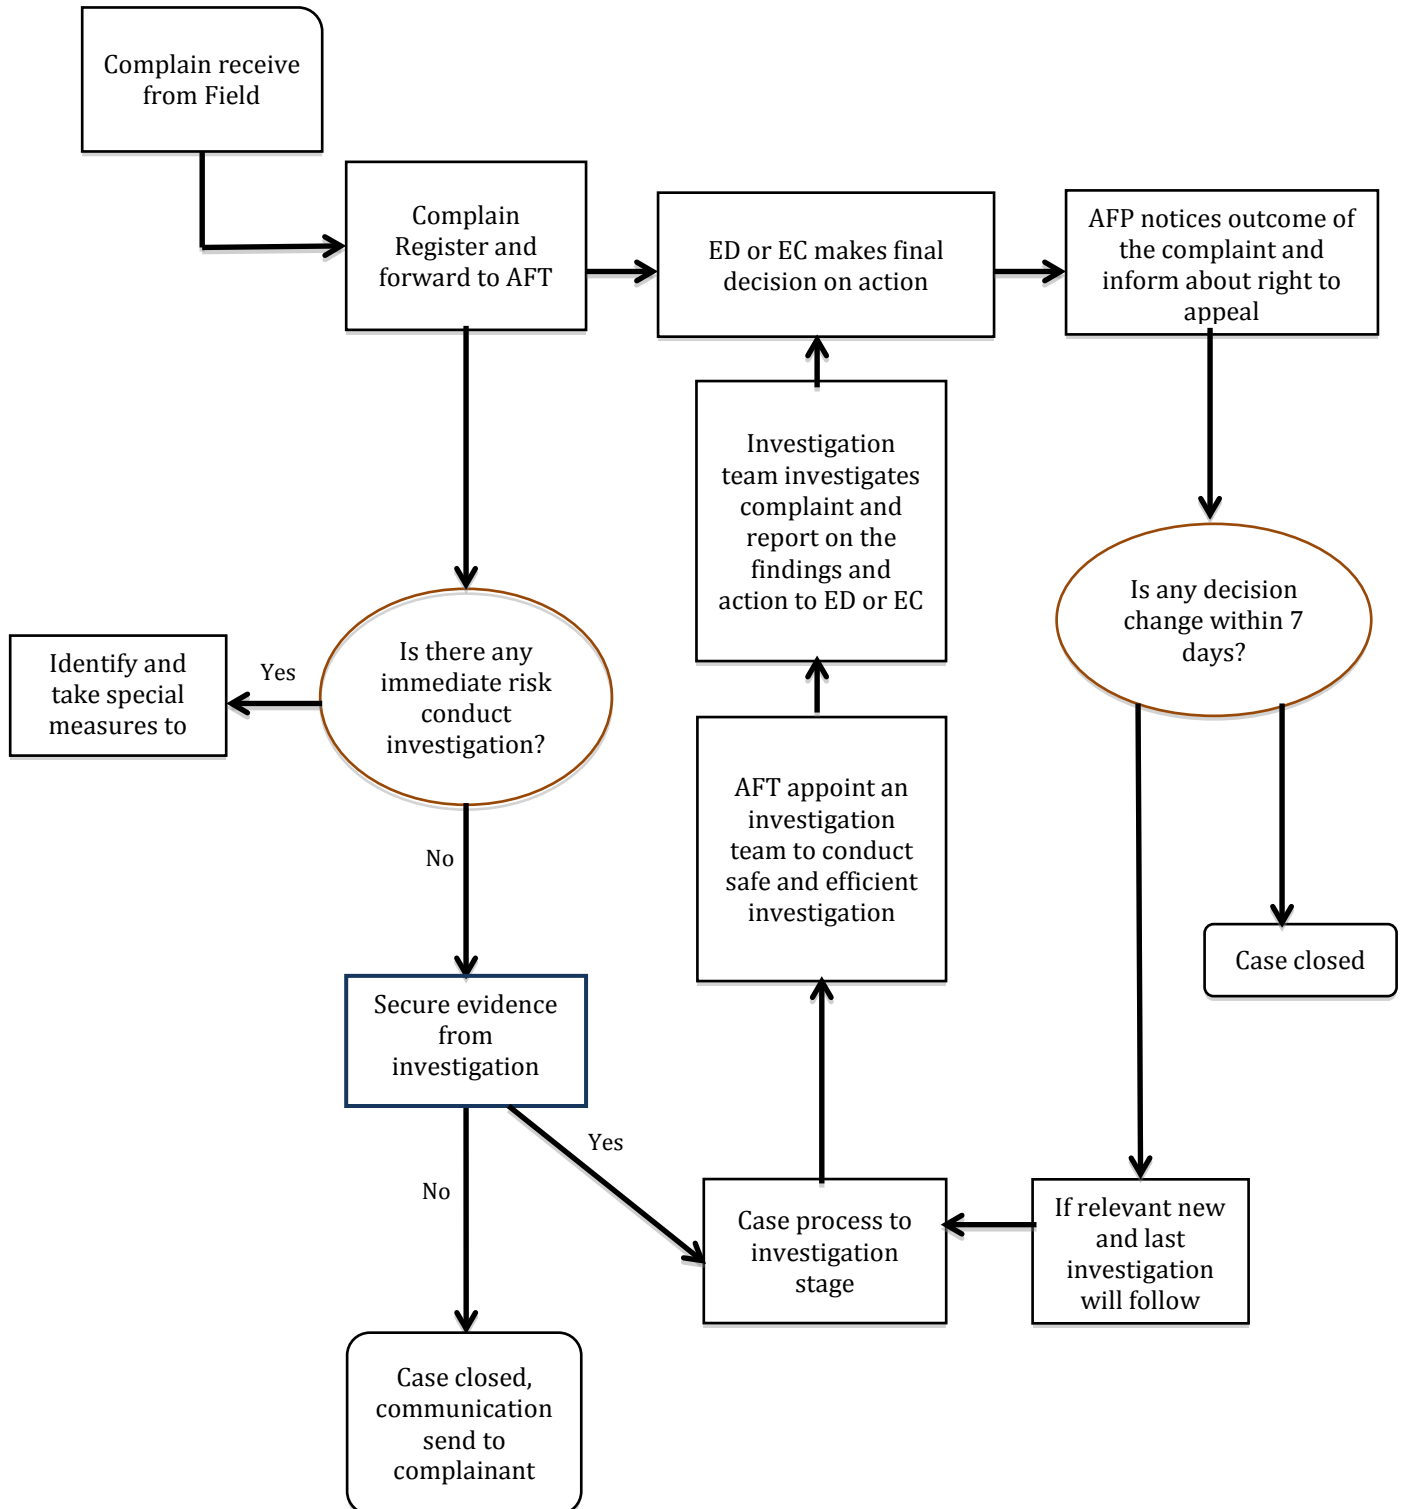 Complain receive
from Field
Complain
Register and
forward to AFT
ED or EC makes final
decision on action
AFP notices outcome of
the complaint and
inform about right to
appeal
Investigation
team investigates
complaint and
report on the
findings and
action to ED or EC
Is any decision
change within 7
days?
Identify and
take special
measures to
Yes
Is there any
immediate risk
conduct
investigation?
AFT appoint an
investigation
team to conduct
safe and efficient
investigation
No
Case closed
Secure evidence
from
investigation
Yes
No
Case process to
investigation
stage
If relevant new
and last
investigation
will follow
Case closed,
communication
send to
complainant